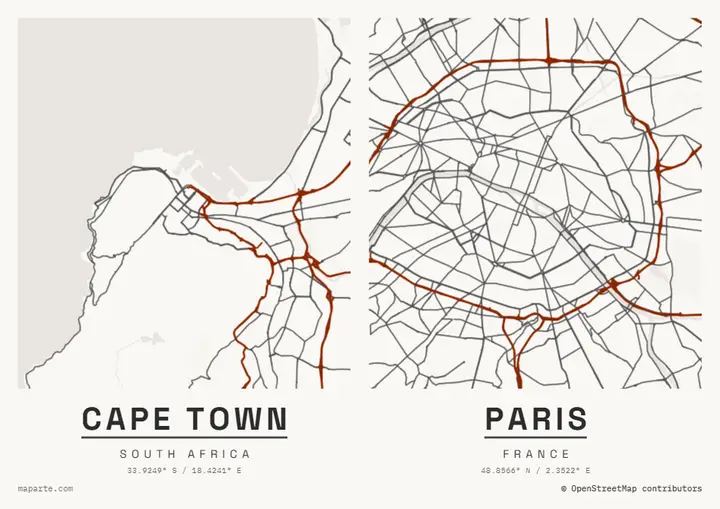 CAPE TOWN
SOUTH AFRICA
33.9249° S / 18.4241° E
PARIS
FRANCE
48.8566° N / 2.3522° E
maparte.com
© OpenStreetMap contributors